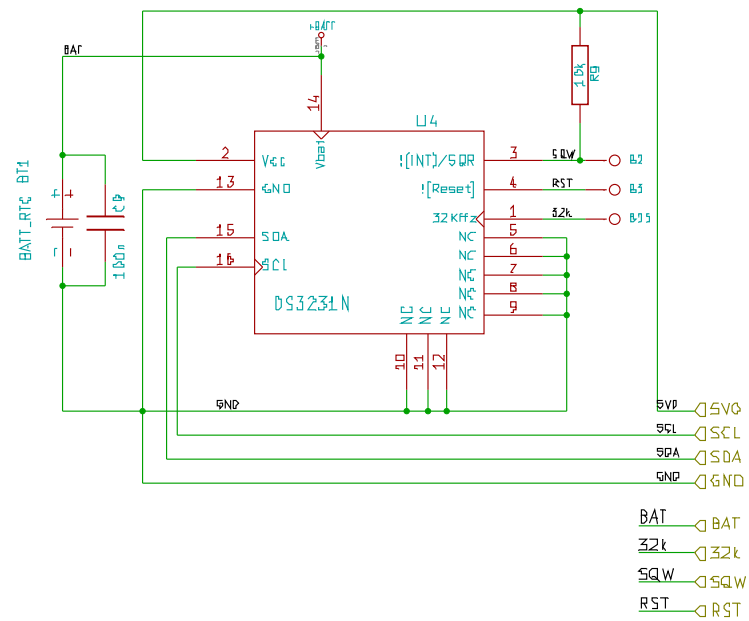 +BATT
BAT
14
U4
10k
R9
2
Vcc
Vbat
![INT)/SQR
3
SQW
B2
13
GND
![Reset]
4
RST
B3
BATT_RTC BT1
100n
32Kffz
1
32k
15
SDA
NC
5
NC
6
16
SCL
NC
7
NC
8
NC
9
DS3231N
NC
NC
NC
10
11
12
GND
SCL
SCL
SDA
SDA
GND
GND
BAT
BAT
32k
32k
SQW
SQW
RST
RST